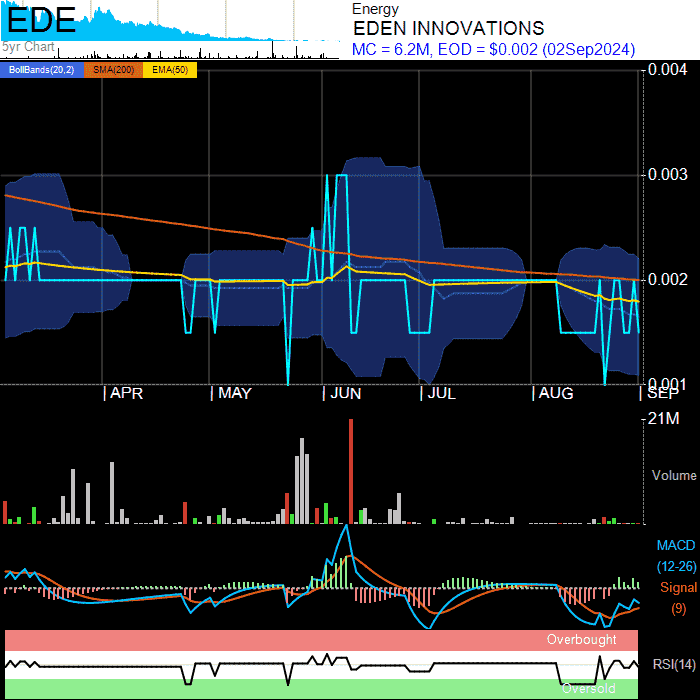 EDE
5yr Chart
Energy
EDEN INNOVATIONS
MC = 6.2M, EOD = $0.002 (02Sep2024)
BollBands(20,2) SMA(200) EMA(50)
0.004
0.003
0.002
0.001
APR MAY JUN JUL AUG SEP
21M
Volume
MACD
(12-26)
Signal
(9)
Overbought
RSI(14)
Oversold